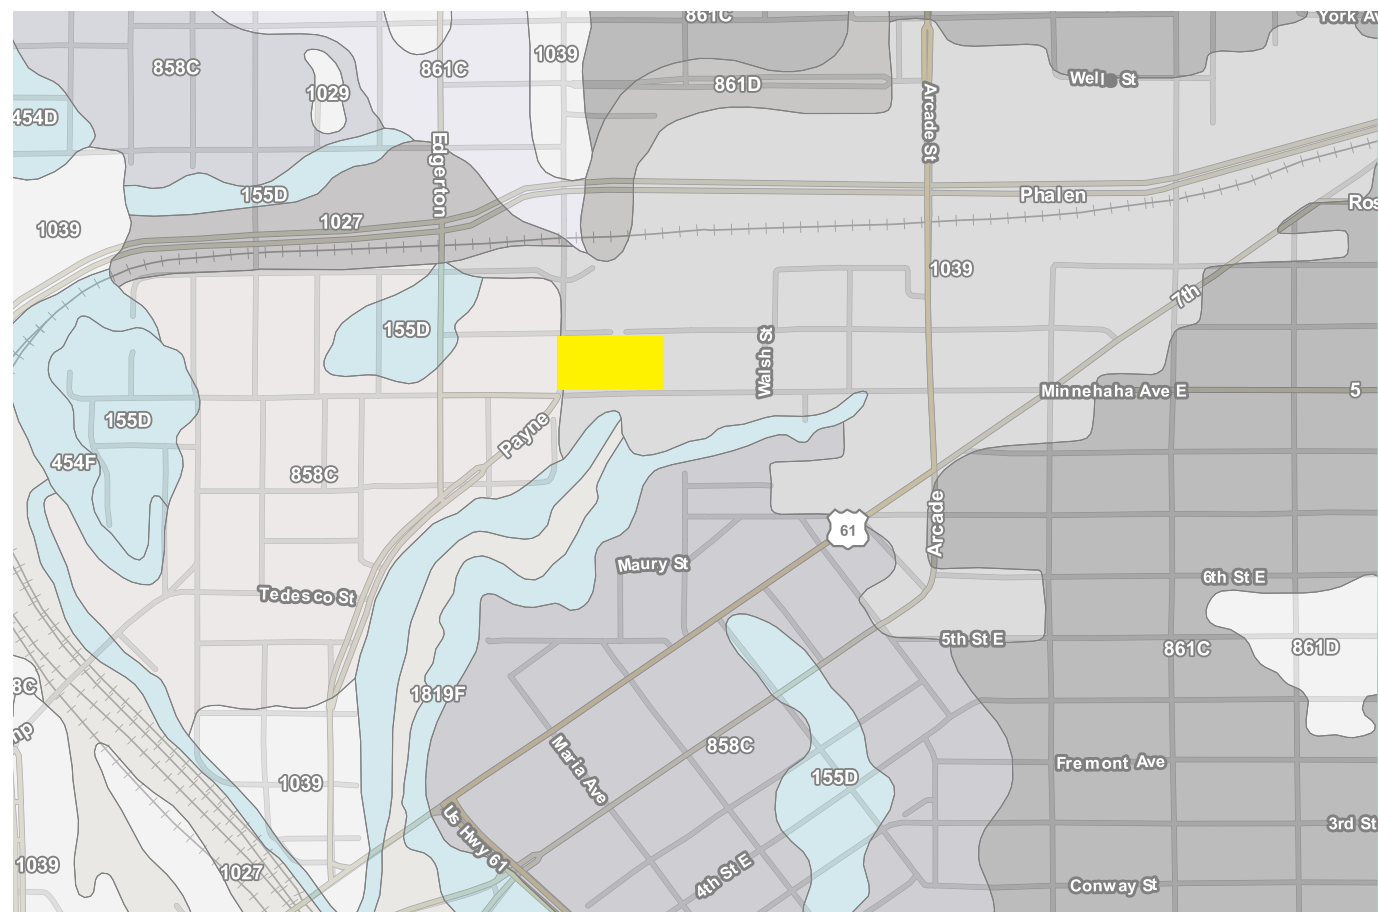 861C
York Av
1039
858C
861C
Well St
861D
1029
454D
Arcade St
Edgerton
155D
Phalen
Ros
1027
1039
1039
7th
155D
Walsh St
Minnehaha Ave E
5
155D
Payne
454F
858C
61
Arcade
Maury St
6th St E
Tedesco St
5th St E
861C
861D
8C
1819F
mp
858C
Maria Ave
Fremont Ave
155D
1039
3rd St
Us Hwy 61
1039
1027
4th St E
Conway St